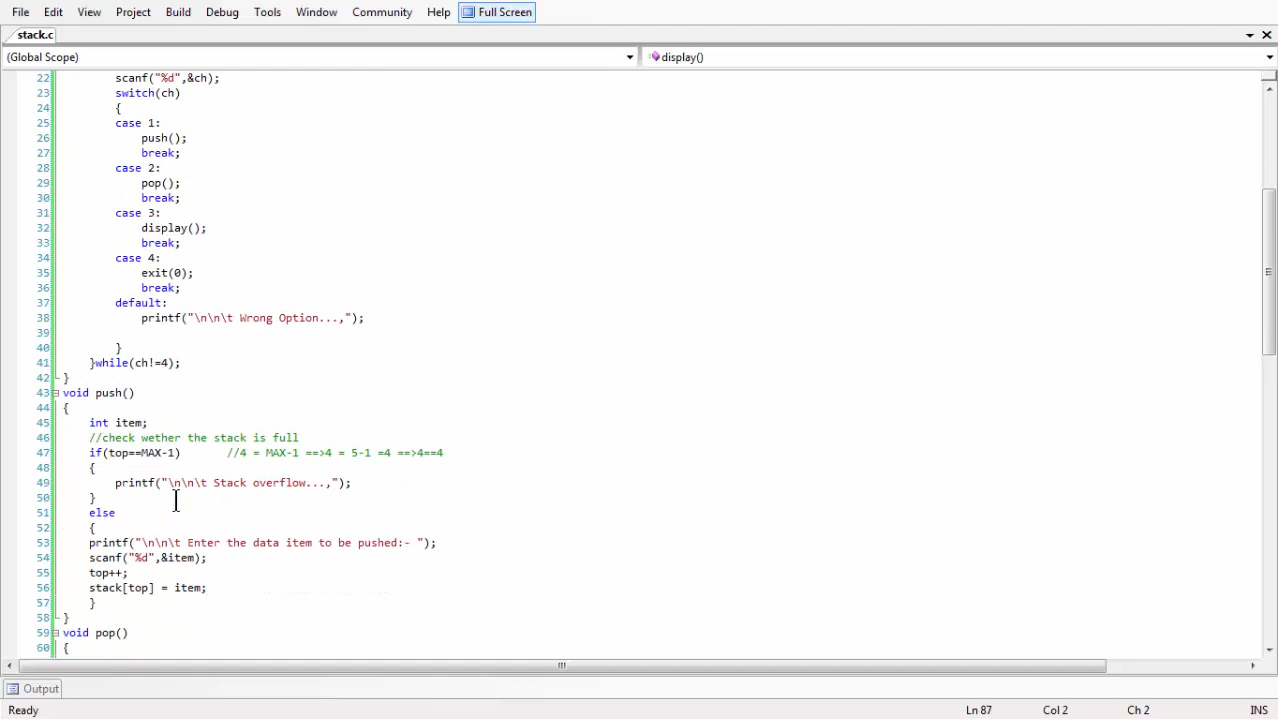 File Edit View Project Build Debug Tools Window Community Help Full Screen
stack.c
(Global Scope) display()
22 scanf("%d",&ch);
23 switch(ch)
24 {
25 case 1:
26 push();
27 break;
28 case 2:
29 pop();
30 break;
31 case 3:
32 display();
33 break;
34 case 4:
35 exit(0);
36 break;
37 default:
38 printf("\n\n\t Wrong Option...,");
39
40 }
41 }while(ch!=4);
42 }
43 void push()
44 {
45 int item;
46 //check wether the stack is full
47 if(top==MAX-1) //4 = MAX-1 ==>4 = 5-1 =4 ==>4==4
48 {
49 printf("\n\n\t Stack overflow...,");
50 }
51 else
52 {
53 printf("\n\n\t Enter the data item to be pushed:- ");
54 scanf("%d",&item);
55 top++;
56 stack[top] = item;
57 }
58 }
59 void pop()
60 {
Output
Ready Ln 87 Col 2 Ch 2 INS